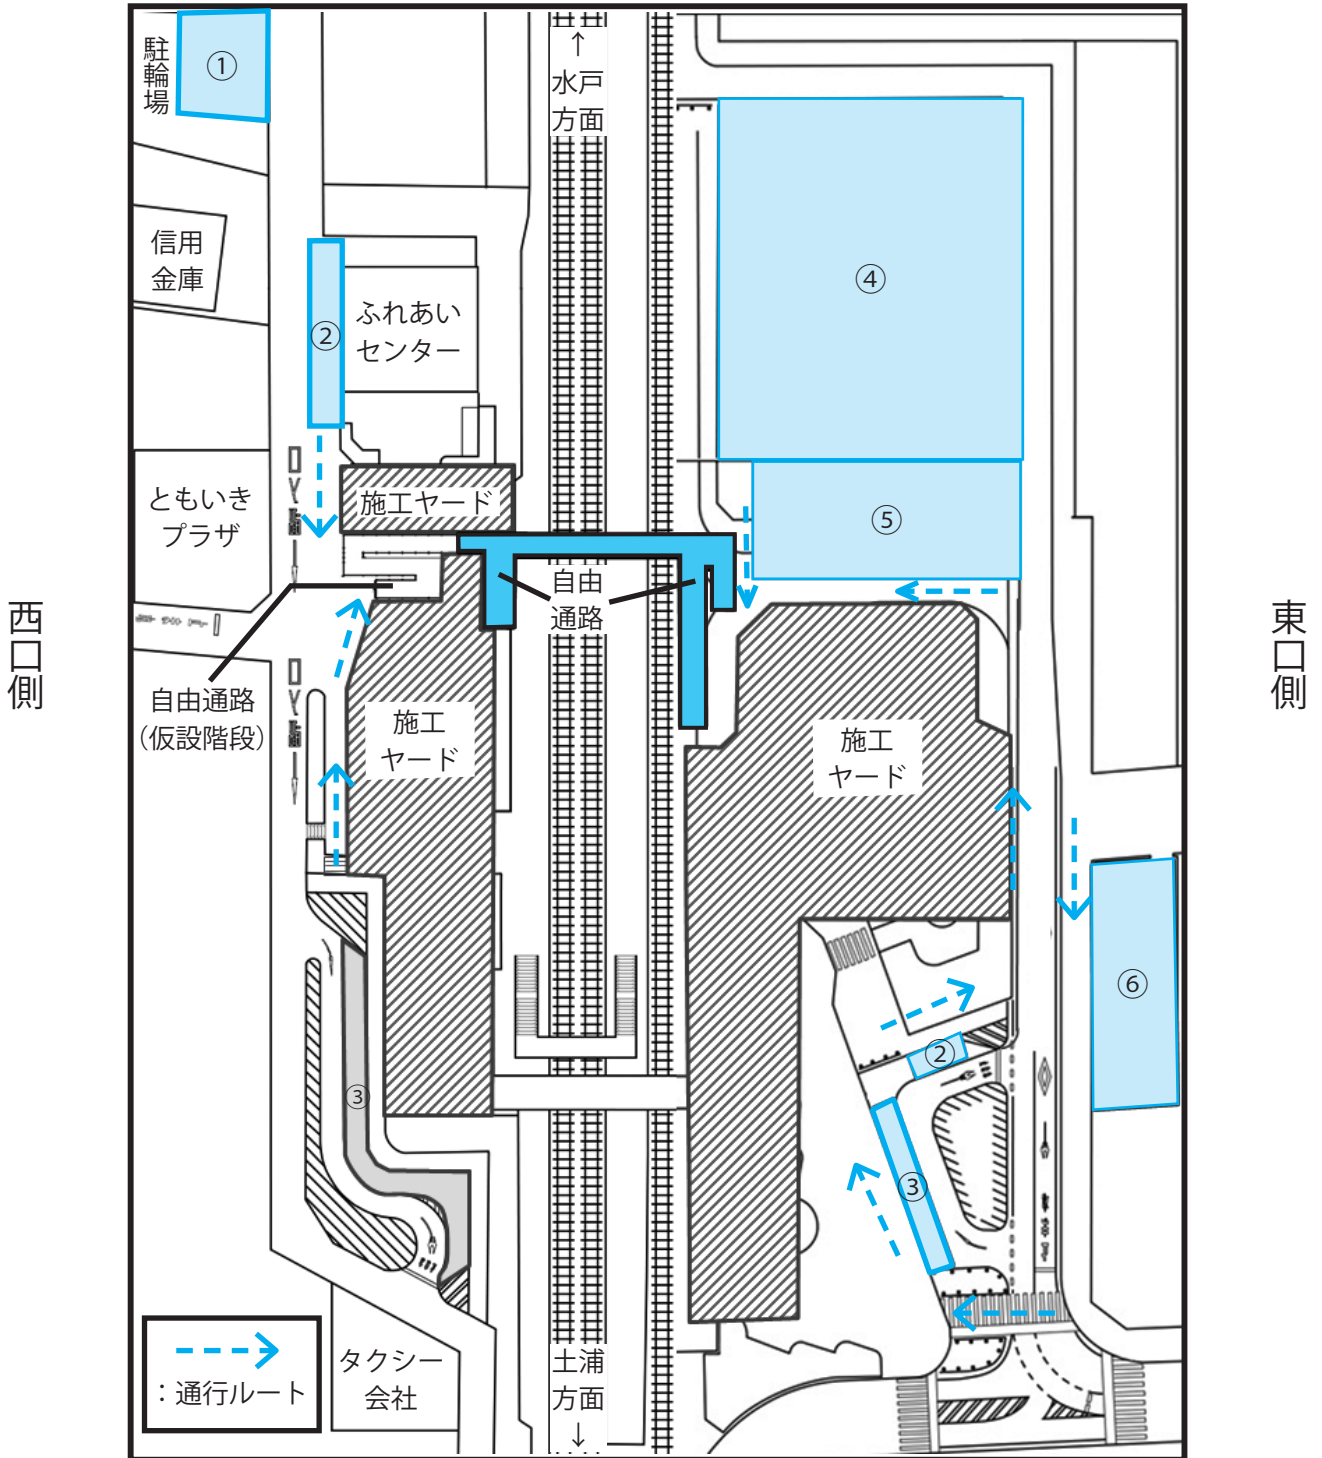 駐輪場
①
↑
水戸
方面
④
信用
金庫
②
ふれあい
センター
ともいき
プラザ
施工ヤード
⑤
自由
通路
西口側
東口側
自由通路
(仮設階段)
施工
ヤード
施工
ヤード
⑥
②
③
③
：通行ルート
タクシー
会社
土浦
方面
↓